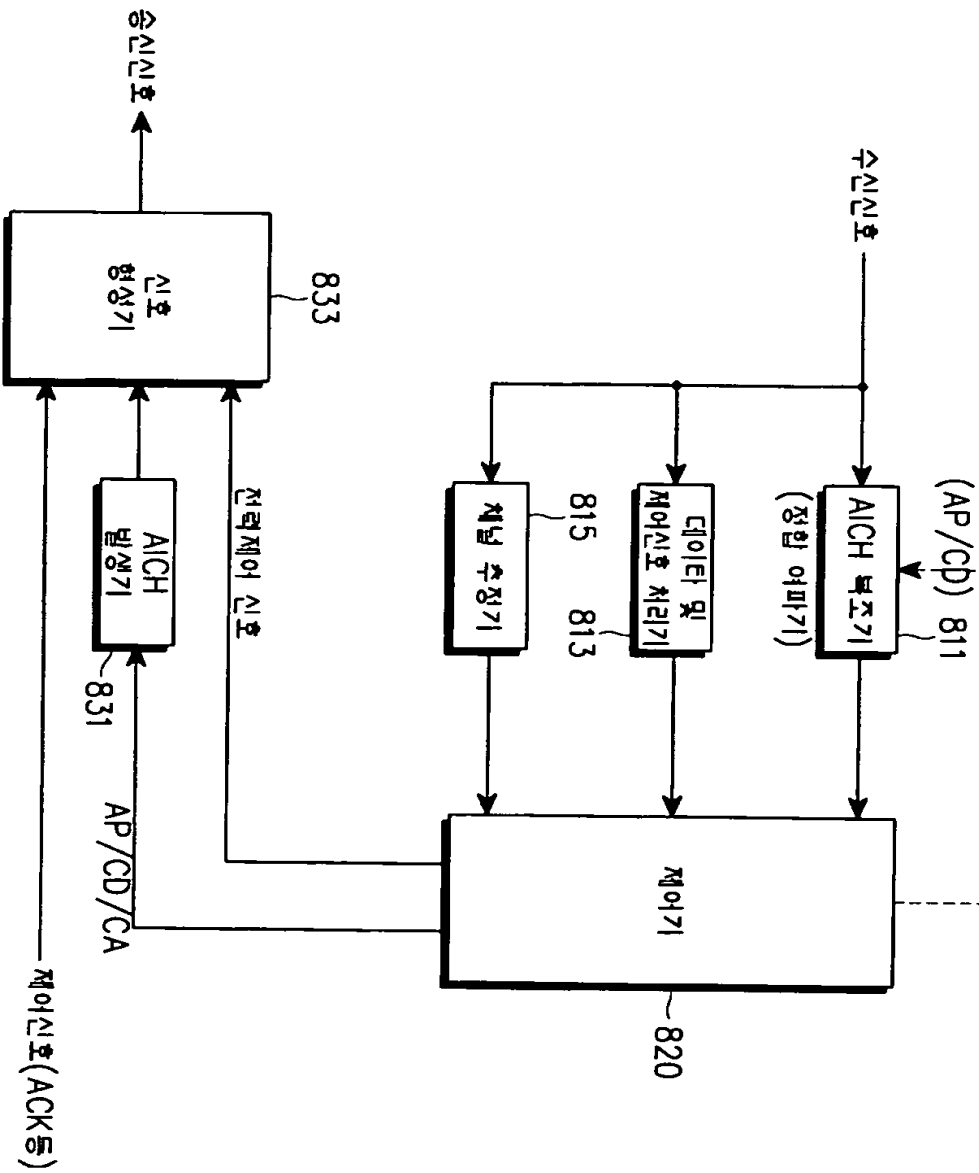 수신신호
(AP/CD)
811
AICH 복조기
(정합 여파기)
데이타 및
제어신호 처리기
813
815
채널 추정기
제어기
820
송신신호
신호
형성기
833
전력제어 신호
AICH
발생기
831
AP/CD/CA
제어신호(ACK등)